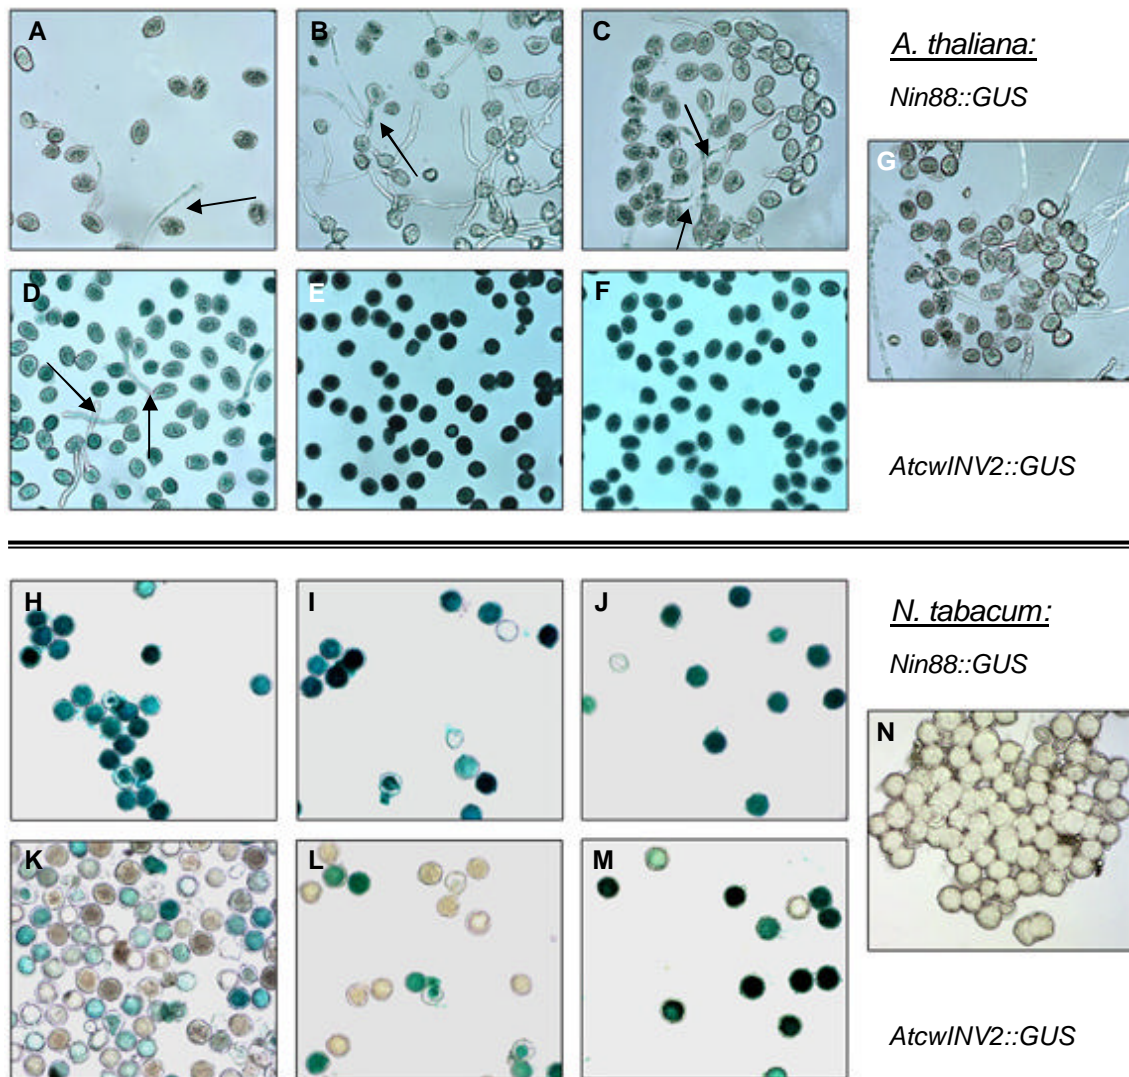 A
B
C
A. thaliana:
Nin88::GUS
G
D
E
F
AtcwINV2::GUS
H
I
J
N. tabacum:
Nin88::GUS
N
K
L
M
AtcwINV2::GUS